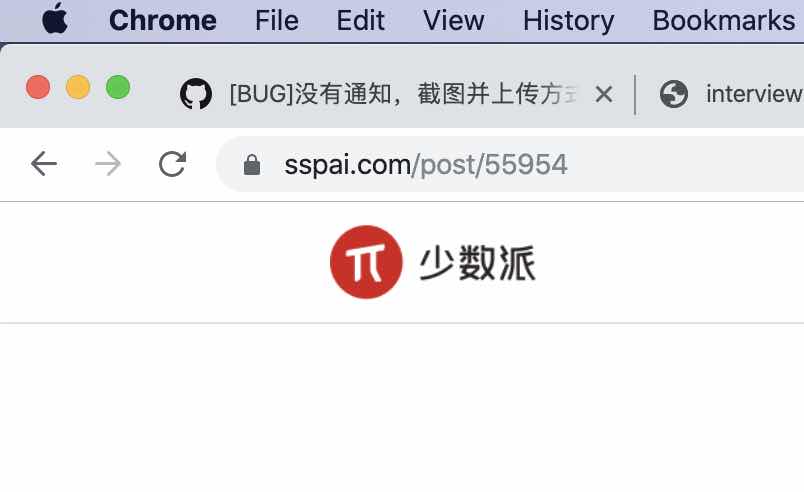 Chrome File Edit View History Bookmarks
[BUG]没有通知，截图并上传方式 interview
sspai.com/post/55954
少数派